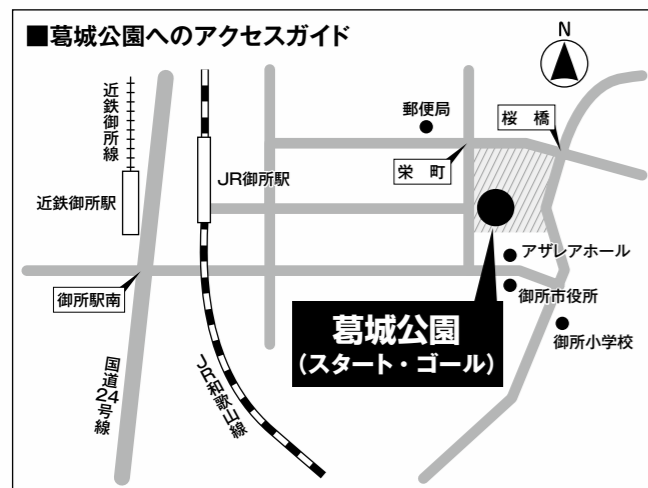 ■葛城公園へのアクセスガイド
N
近鉄御所線
郵便局
桜 橋
栄 町
JR御所駅
近鉄御所駅
アザレアホール
御所市役所
御所駅南
葛城公園
(スタート・ゴール)
御所小学校
国道24号線
JR和歌山線